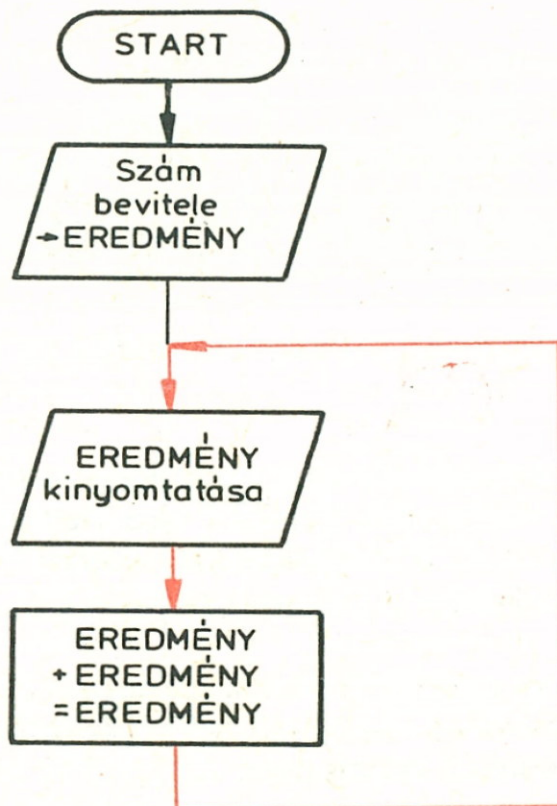 START
Szám
bevitele
→EREDMÉNY
EREDMÉNY
kinyomtatása
EREDMÉNY
+EREDMÉNY
=EREDMÉNY